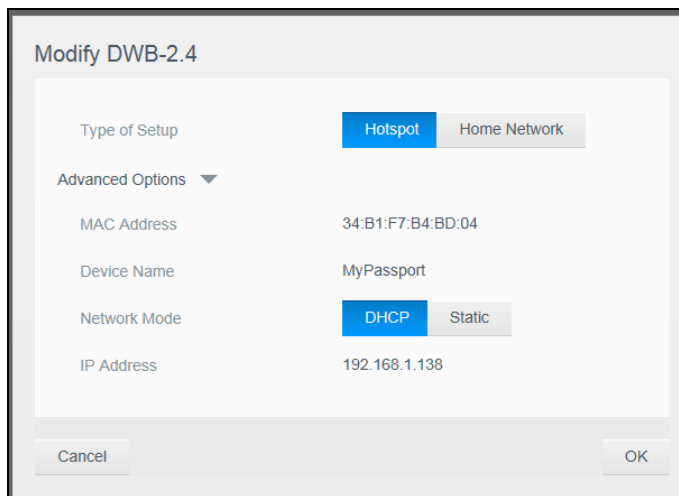 Modify DWB-2.4
Type of Setup Hotspot Home Network
Advanced Options
MAC Address 34:B1:F7:B4:BD:04
Device Name MyPassport
Network Mode DHCP Static
IP Address 192.168.1.138
Cancel OK